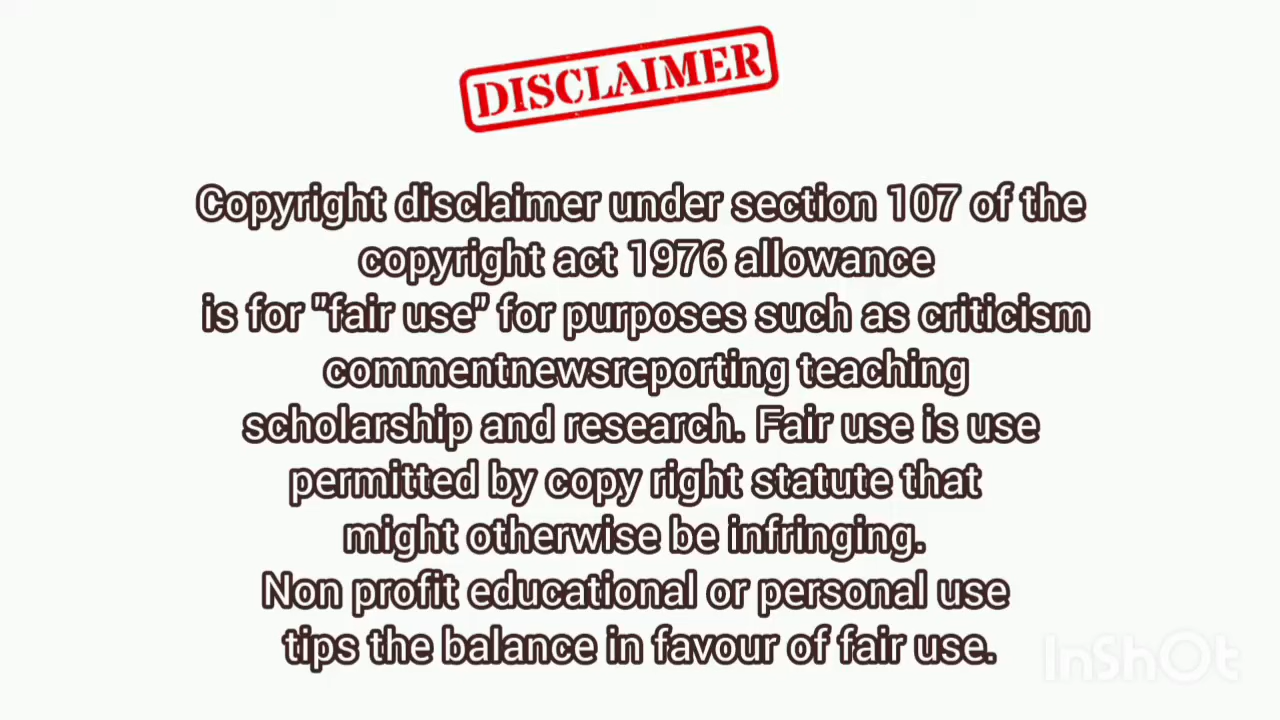 DISCLAIMER
Copyright disclaimer under section 107 of the
copyright act 1976 allowance
is for "fair use" for purposes such as criticism
commentnewsreporting teaching
scholarship and research. Fair use is use
permitted by copy right statute that
might otherwise be infringing.
Non profit educational or personal use
tips the balance in favour of fair use.
InShOt